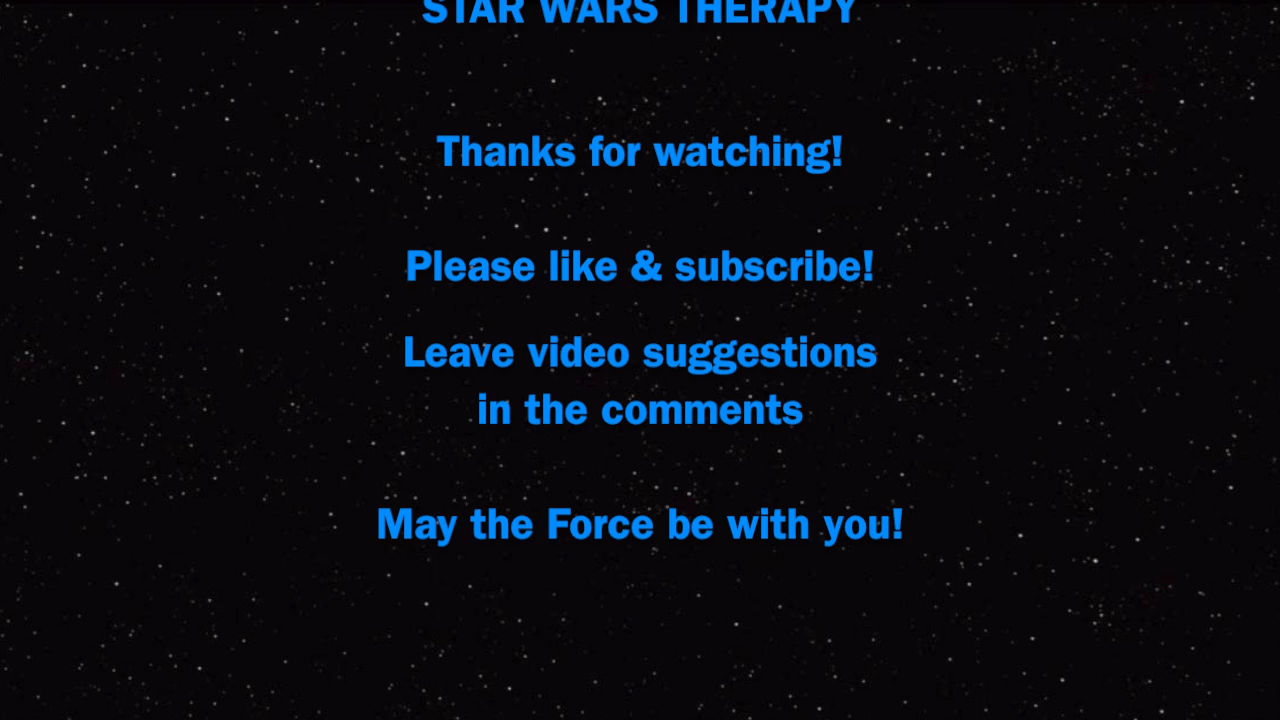 STAR WARS THERAPY
Thanks for watching!
Please like & subscribe!
Leave video suggestions
in the comments
May the Force be with you!